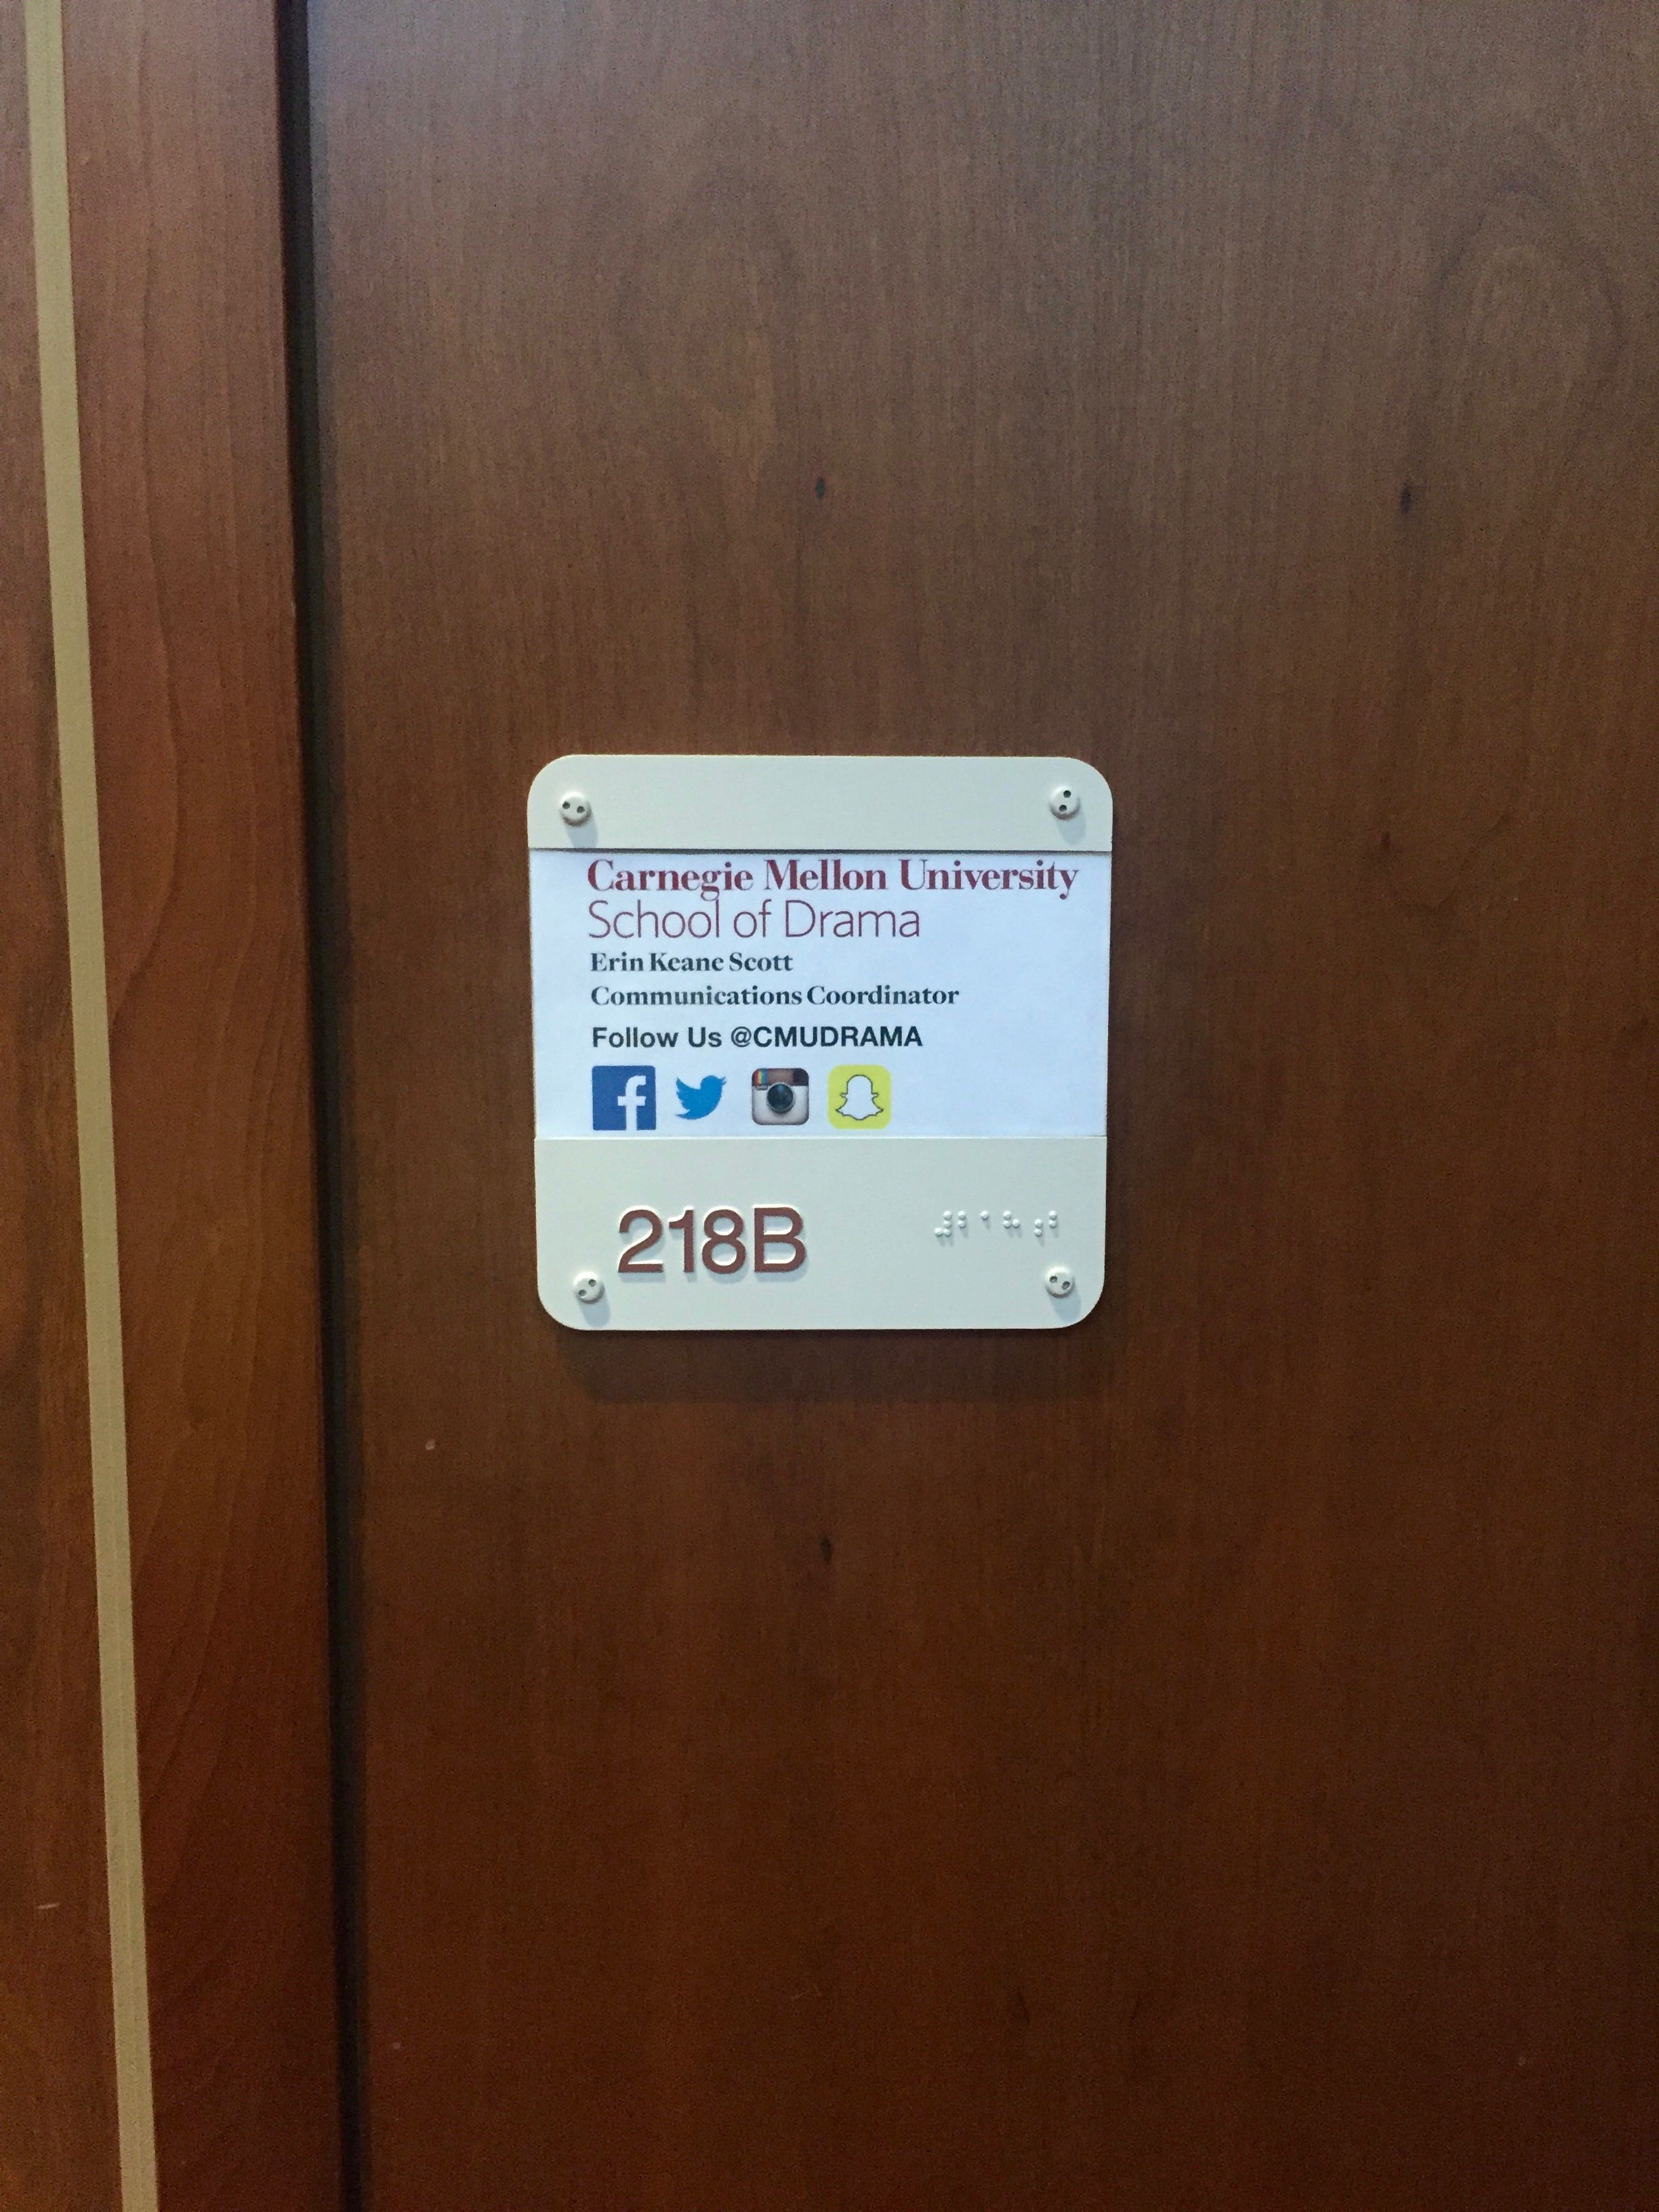 Carnegie Mellon University
School of Drama
Erin Keane Scott
Communications Coordinator
Follow Us @CMUDRAMA
218B